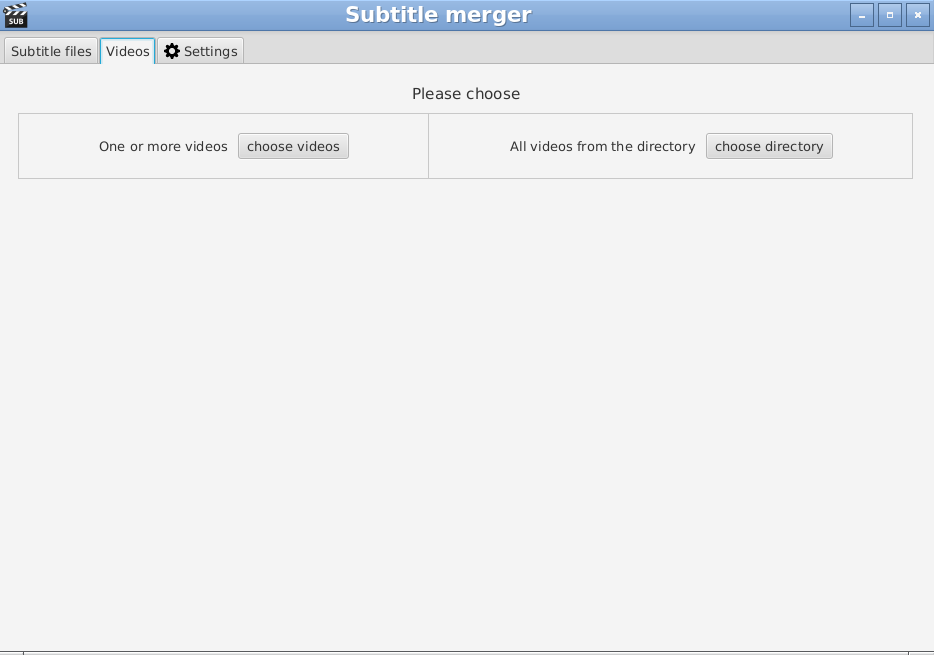 SUB
Subtitle merger
Subtitle files Videos Settings
Please choose
One or more videos choose videos All videos from the directory choose directory